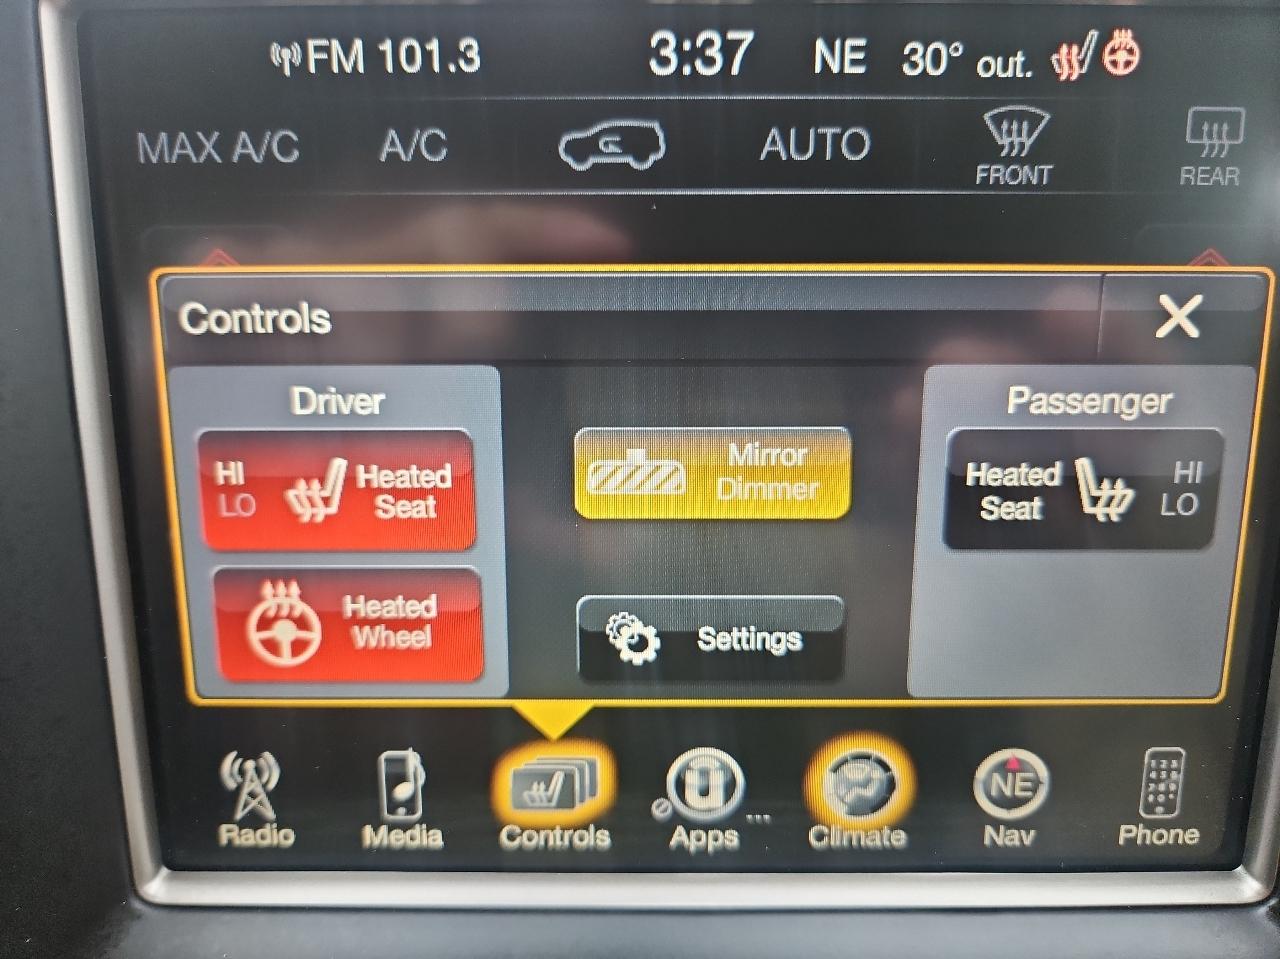 FM 101.3 3:37 NE 30° out.
MAX A/C A/C AUTO FRONT REAR
Controls X
Driver Passenger
HI LO Heated Seat
Mirror Dimmer
Heated Seat HI LO
Heated Wheel
Settings
NE
Radio Media Controls Apps ... Climate Nav Phone